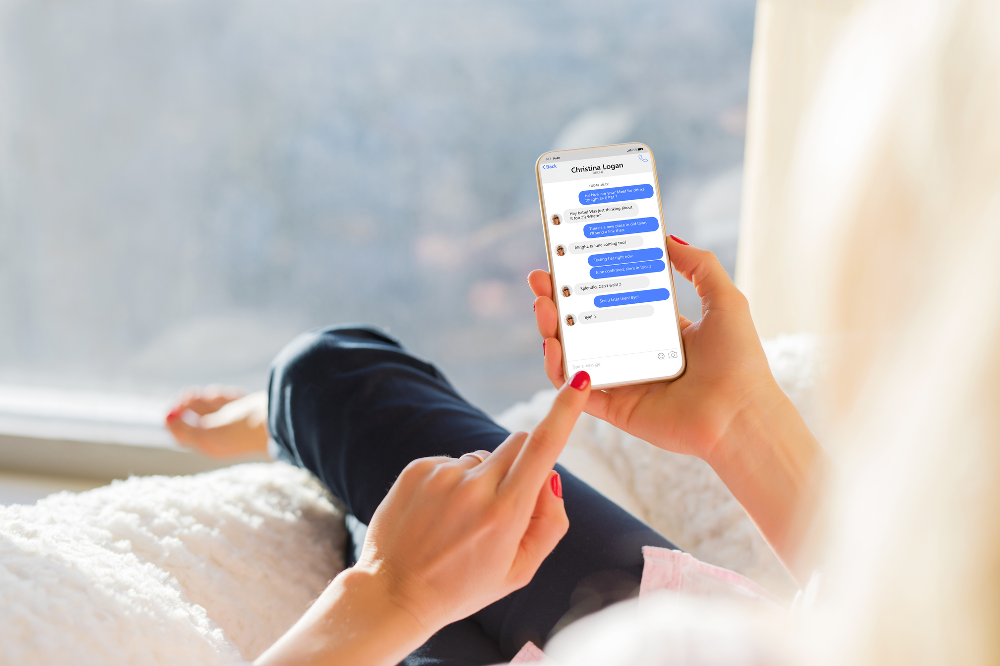 NET 14:40 75%
Back
Christina Logan
ONLINE
TODAY 16:22
Hi! How are you? Meet for drinks
tonight @ 6 PM ?
Hey babe! Was just thinking about
it too :))) Where?
There's a new place in old town,
I'll send a link then.
Allright. Is June coming too?
Texting her right now
June confirmed, she's in too! :)
Splendid. Can't wait! ;)
See u later then! Bye!
Bye! :)
Type a message...